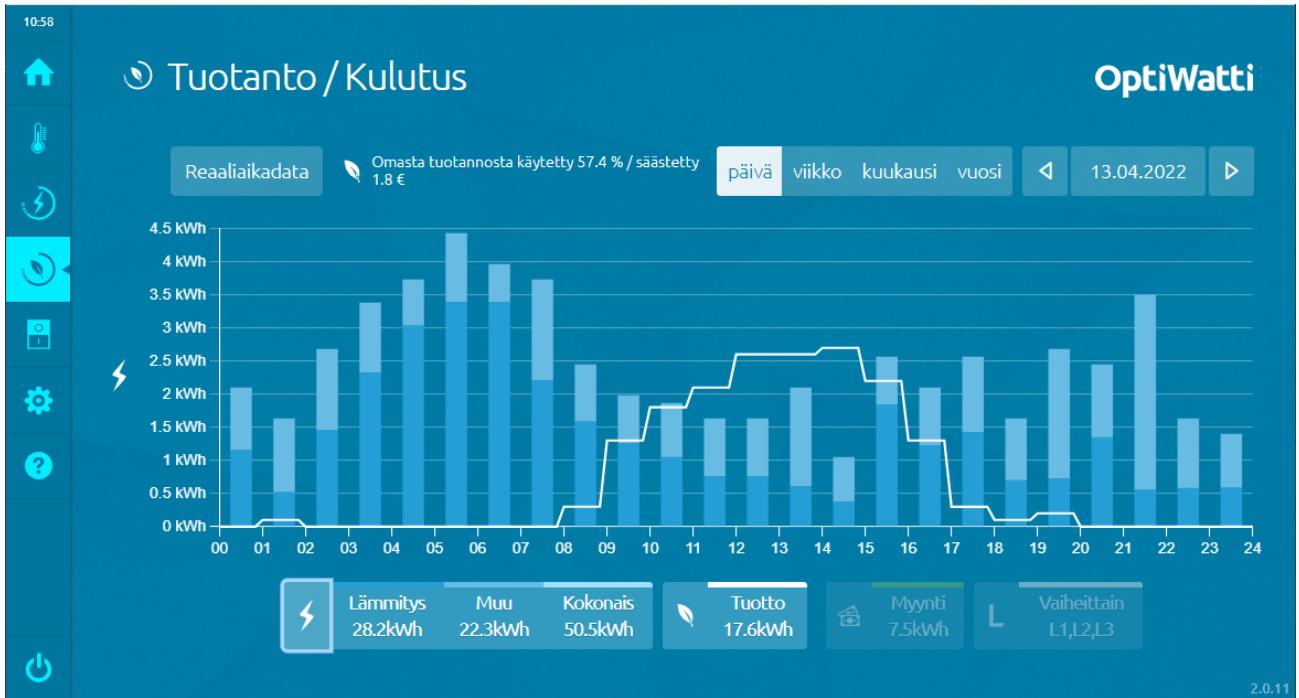 10:58
Tuotanto / Kulutus
OptiWatti
Reaaliaikadata
Omasta tuotannosta käytetty 57.4 % / säästetty
1.8 €
päivä viikko kuukausi vuosi
13.04.2022
4.5 kWh
4 kWh
3.5 kWh
3 kWh
2.5 kWh
2 kWh
1.5 kWh
1 kWh
0.5 kWh
0 kWh
00 01 02 03 04 05 06 07 08 09 10 11 12 13 14 15 16 17 18 19 20 21 22 23 24
Lämmitys Muu Kokonais Tuotto Myynti L Vaiheittain
28.2kWh 22.3kWh 50.5kWh 17.6kWh 7.5kWh L1,L2,L3
2.0.11